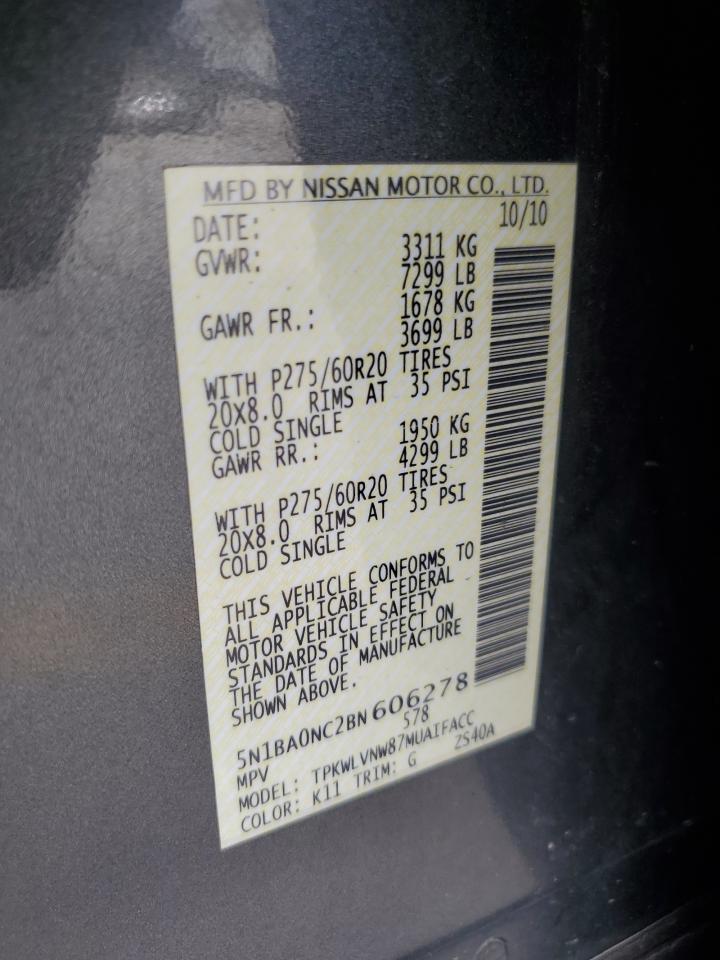 MFD BY NISSAN MOTOR CO., LTD.
DATE: 10/10
GVWR: 3311 KG
7299 LB
GAWR FR.: 1678 KG
3699 LB
WITH P275/60R20 TIRES
20X8.0 RIMS AT 35 PSI
COLD SINGLE
GAWR RR.: 1950 KG
4299 LB
WITH P275/60R20 TIRES
20X8.0 RIMS AT 35 PSI
COLD SINGLE
THIS VEHICLE CONFORMS TO
ALL APPLICABLE FEDERAL
MOTOR VEHICLE SAFETY
STANDARDS IN EFFECT ON
THE DATE OF MANUFACTURE
SHOWN ABOVE.
5N1BA0NC2BN606278
MPV 578
MODEL: TPKWLVNW87MUAIFACC
COLOR: K11 TRIM: G ZS40A